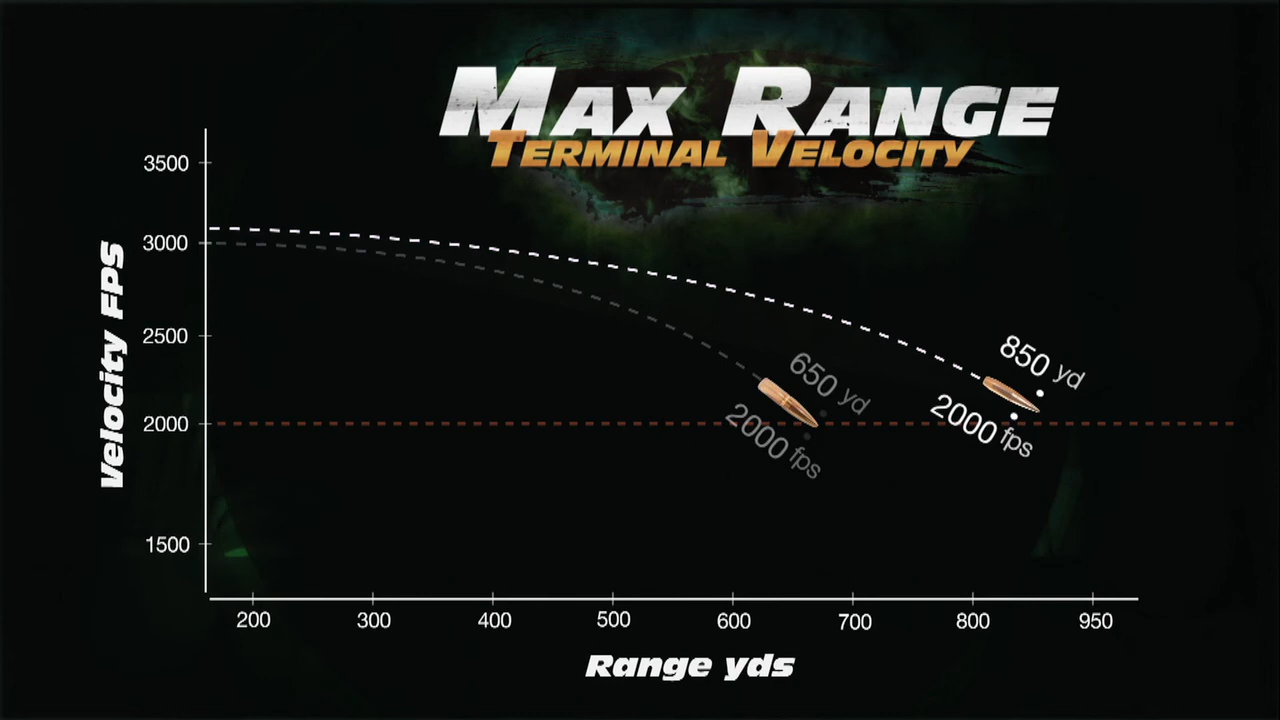 MAX RANGE
TERMINAL VELOCITY
3500
3000
2500
2000
1500
Velocity FPS
650 yd
2000 fps
850 yd
2000 fps
200 300 400 500 600 700 800 950
Range yds